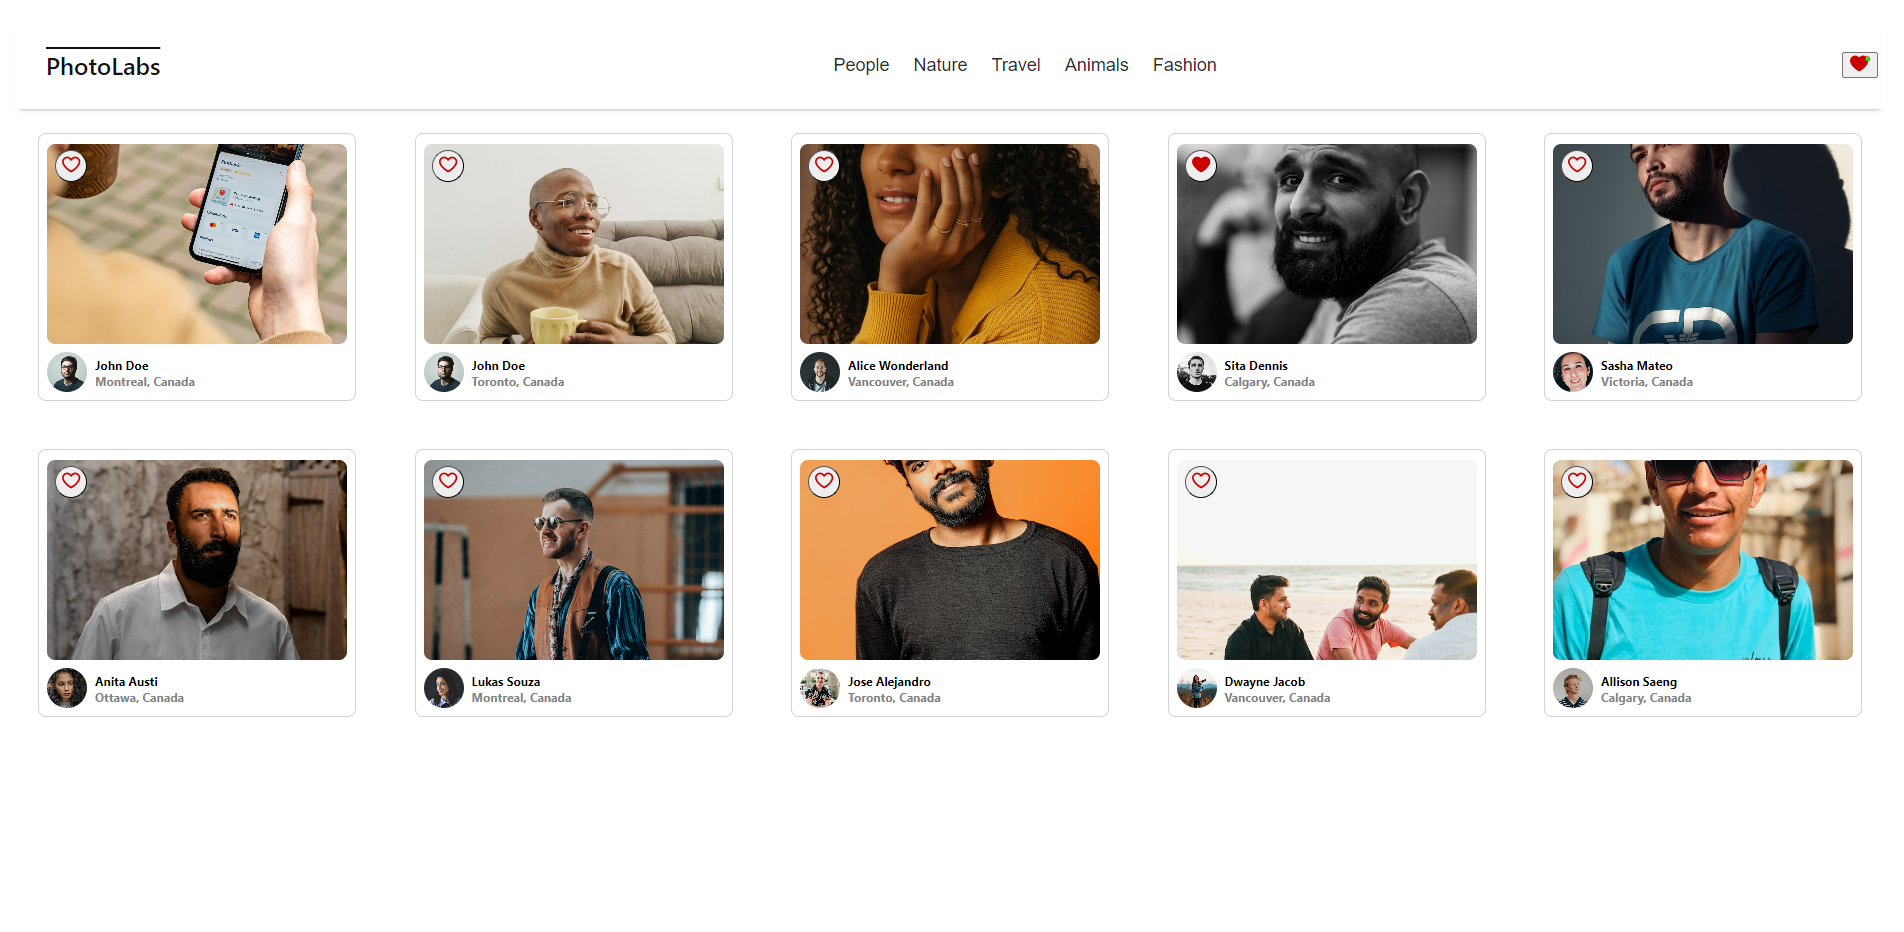 PhotoLabs
People Nature Travel Animals Fashion
John Doe
Montreal, Canada
John Doe
Toronto, Canada
Alice Wonderland
Vancouver, Canada
Sita Dennis
Calgary, Canada
Sasha Mateo
Victoria, Canada
Anita Austi
Ottawa, Canada
Lukas Souza
Montreal, Canada
Jose Alejandro
Toronto, Canada
Dwayne Jacob
Vancouver, Canada
Allison Saeng
Calgary, Canada